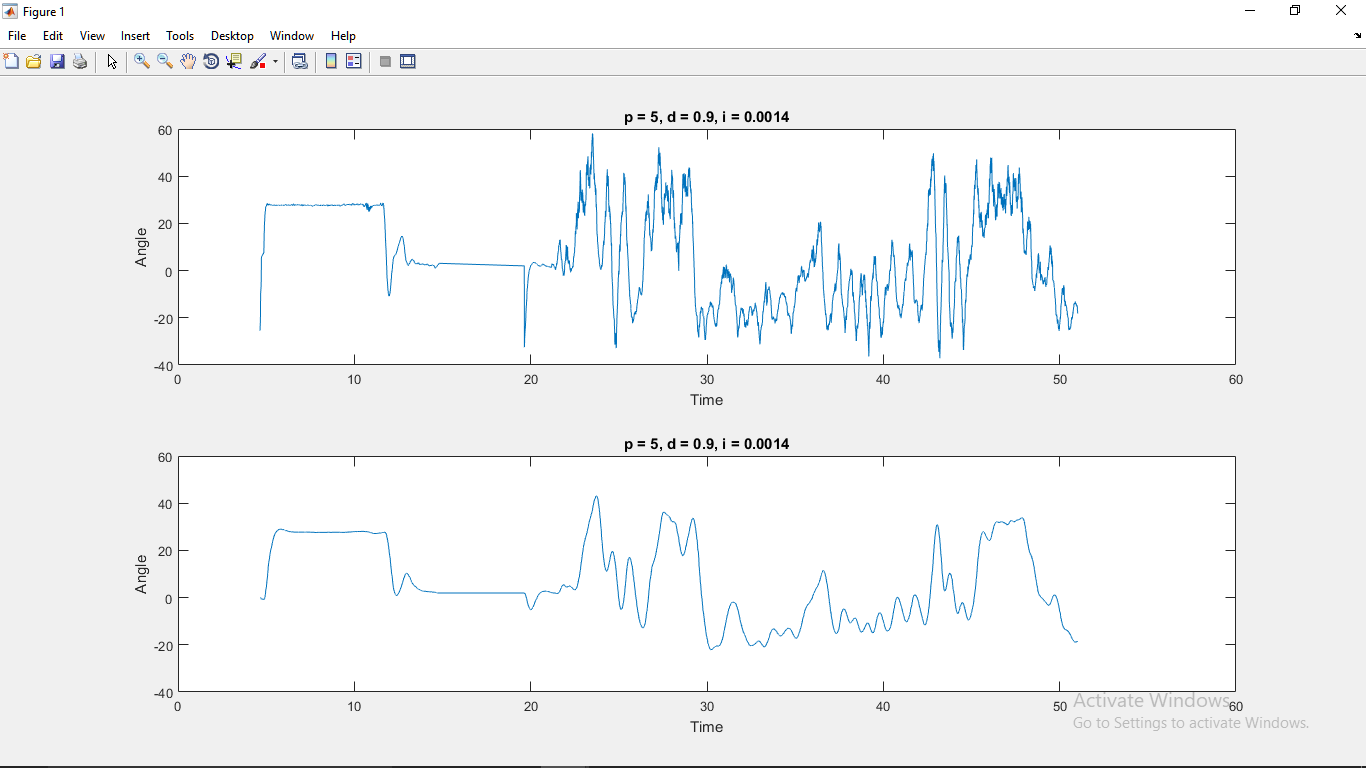 Figure 1
File Edit View Insert Tools Desktop Window Help
p = 5, d = 0.9, i = 0.0014
60
40
20
0
-20
-40
Angle
0 10 20 30 40 50 60
Time
p = 5, d = 0.9, i = 0.0014
60
40
20
0
-20
-40
Angle
0 10 20 30 40 50 60
Time
Activate Windows
Go to Settings to activate Windows.